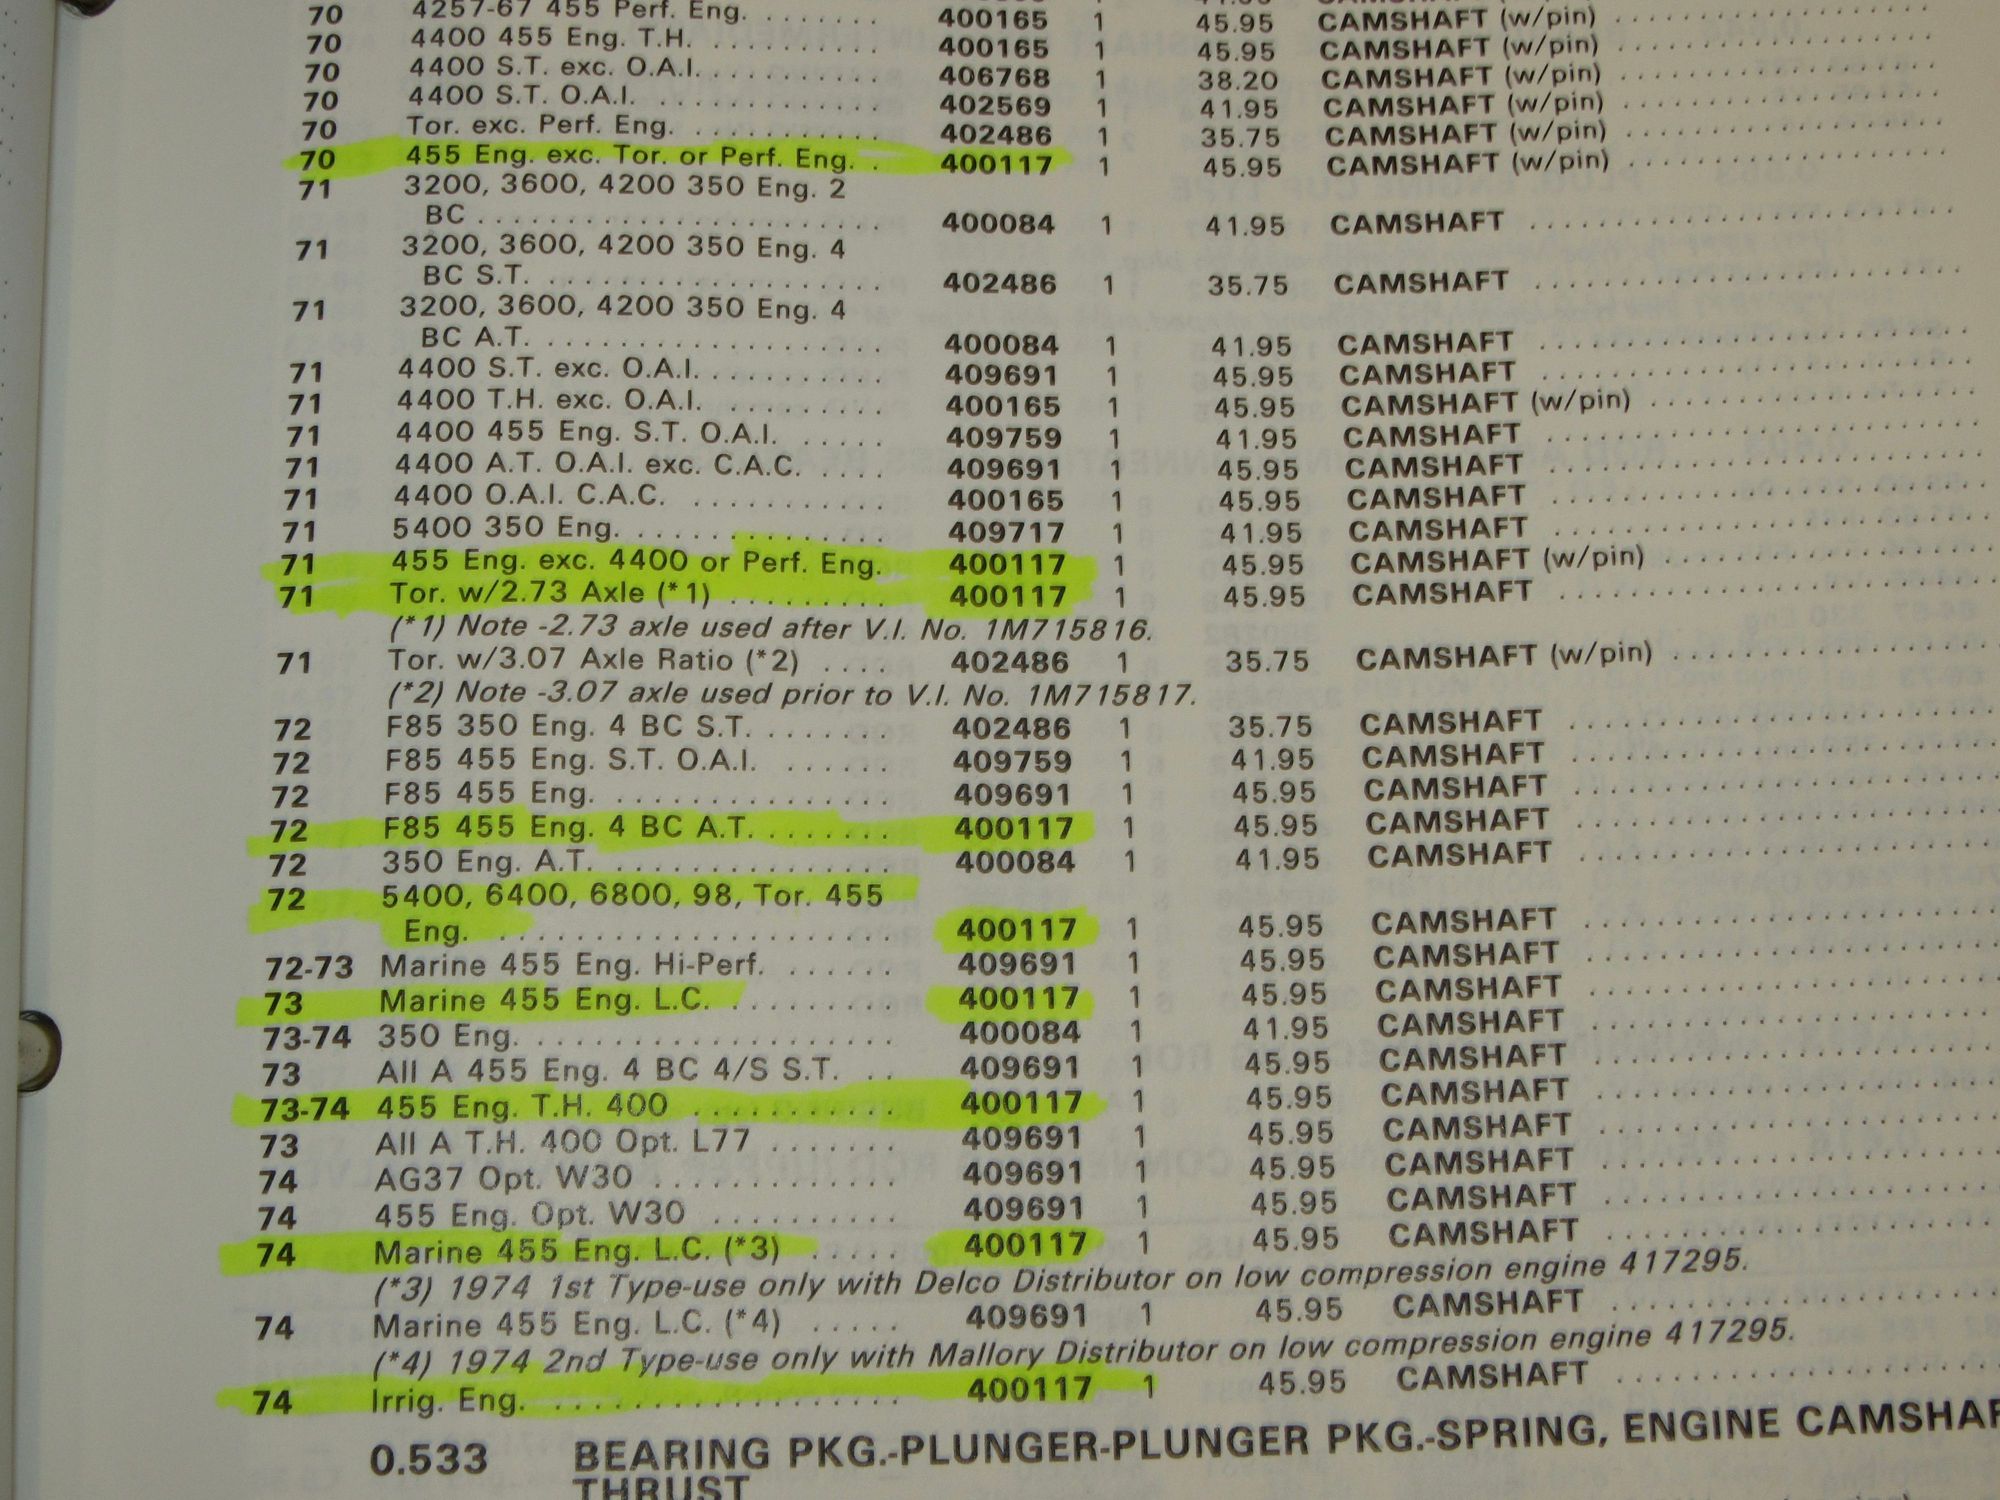 70 4257-67 455 Perf. Eng. . . . . . . . 400165 1 45.95 CAMSHAFT (w/pin)
70 4400 455 Eng. T.H. . . . . . . . . . . 400165 1 45.95 CAMSHAFT (w/pin)
70 4400 S.T. exc. O.A.I. . . . . . . . . . 406768 1 38.20 CAMSHAFT (w/pin)
70 4400 S.T. O.A.I. . . . . . . . . . . . . 402569 1 41.95 CAMSHAFT (w/pin)
70 Tor. exc. Perf. Eng. . . . . . . . . . . 402486 1 35.75 CAMSHAFT (w/pin)
70 455 Eng. exc. Tor. or Perf. Eng. . 400117 1 45.95 CAMSHAFT (w/pin)
71 3200, 3600, 4200 350 Eng. 2
BC . . . . . . . . . . . . . . . . . . . . . 400084 1 41.95 CAMSHAFT
71 3200, 3600, 4200 350 Eng. 4
BC S.T. . . . . . . . . . . . . . . . . . . 402486 1 35.75 CAMSHAFT
71 3200, 3600, 4200 350 Eng. 4
BC A.T. . . . . . . . . . . . . . . . . . . 400084 1 41.95 CAMSHAFT
71 4400 S.T. exc. O.A.I. . . . . . . . . . 409691 1 45.95 CAMSHAFT
71 4400 T.H. exc. O.A.I. . . . . . . . . . 400165 1 45.95 CAMSHAFT (w/pin)
71 4400 455 Eng. S.T. O.A.I. . . . . . 409759 1 41.95 CAMSHAFT
71 4400 A.T. O.A.I. exc. C.A.C. . . . . 409691 1 45.95 CAMSHAFT
71 4400 O.A.I. C.A.C. . . . . . . . . . . 400165 1 45.95 CAMSHAFT
71 5400 350 Eng. . . . . . . . . . . . . . . 409717 1 41.95 CAMSHAFT
71 455 Eng. exc. 4400 or Perf. Eng. 400117 1 45.95 CAMSHAFT (w/pin)
71 Tor. w/2.73 Axle (*1) . . . . . . . . . 400117 1 45.95 CAMSHAFT
(*1) Note -2.73 axle used after V.I. No. 1M715816.
71 Tor. w/3.07 Axle Ratio (*2) . . . . 402486 1 35.75 CAMSHAFT (w/pin)
(*2) Note -3.07 axle used prior to V.I. No. 1M715817.
72 F85 350 Eng. 4 BC S.T. . . . . . . . 402486 1 35.75 CAMSHAFT
72 F85 455 Eng. S.T. O.A.I. . . . . . . 409759 1 41.95 CAMSHAFT
72 F85 455 Eng. . . . . . . . . . . . . . . . 409691 1 45.95 CAMSHAFT
72 F85 455 Eng. 4 BC A.T. . . . . . . . 400117 1 45.95 CAMSHAFT
72 350 Eng. A.T. . . . . . . . . . . . . . . . 400084 1 41.95 CAMSHAFT
72 5400, 6400, 6800, 98, Tor. 455
Eng. . . . . . . . . . . . . . . . . . . . . . 400117 1 45.95 CAMSHAFT
72-73 Marine 455 Eng. Hi-Perf. . . . . . . 409691 1 45.95 CAMSHAFT
73 Marine 455 Eng. L.C. . . . . . . . . . 400117 1 45.95 CAMSHAFT
73-74 350 Eng. . . . . . . . . . . . . . . . . . . . 400084 1 41.95 CAMSHAFT
73 All A 455 Eng. 4 BC 4/S S.T. . . 409691 1 45.95 CAMSHAFT
73-74 455 Eng. T.H. 400 . . . . . . . . . . . 400117 1 45.95 CAMSHAFT
73 All A T.H. 400 Opt. L77 . . . . . . . 409691 1 45.95 CAMSHAFT
74 AG37 Opt. W30 . . . . . . . . . . . . . 409691 1 45.95 CAMSHAFT
74 455 Eng. Opt. W30 . . . . . . . . . . 409691 1 45.95 CAMSHAFT
74 Marine 455 Eng. L.C. (*3) . . . . . 400117 1 45.95 CAMSHAFT
(*3) 1974 1st Type-use only with Delco Distributor on low compression engine 417295.
74 Marine 455 Eng. L.C. (*4) . . . . . 409691 1 45.95 CAMSHAFT
(*4) 1974 2nd Type-use only with Mallory Distributor on low compression engine 417295.
74 Irrig. Eng. . . . . . . . . . . . . . . . . . . . 400117 1 45.95 CAMSHAFT
0.533 BEARING PKG.-PLUNGER-PLUNGER PKG.-SPRING, ENGINE
THRUST